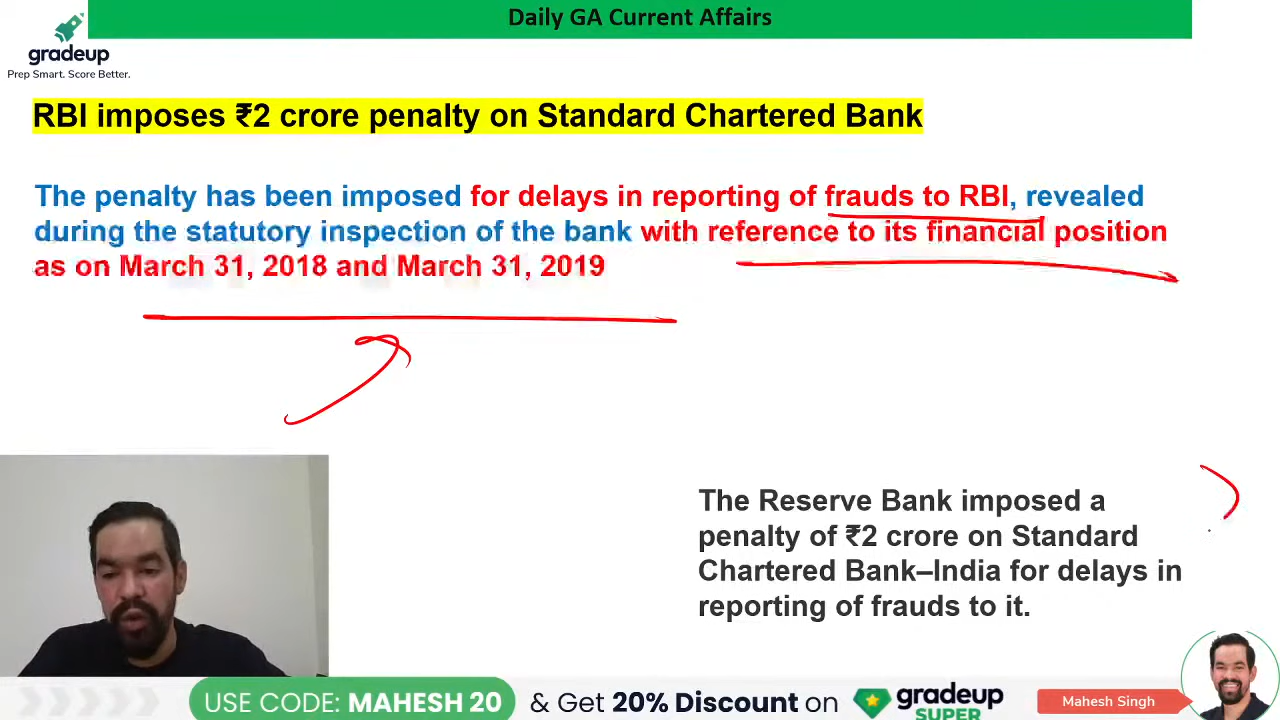 Daily GA Current Affairs
gradeup
Prep Smart. Score Better.
RBI imposes ₹2 crore penalty on Standard Chartered Bank
The penalty has been imposed for delays in reporting of frauds to RBI, revealed
during the statutory inspection of the bank with reference to its financial position
as on March 31, 2018 and March 31, 2019
The Reserve Bank imposed a
penalty of ₹2 crore on Standard
Chartered Bank–India for delays in
reporting of frauds to it.
USE CODE: MAHESH 20 & Get 20% Discount on gradeup
SUPER
Mahesh Singh